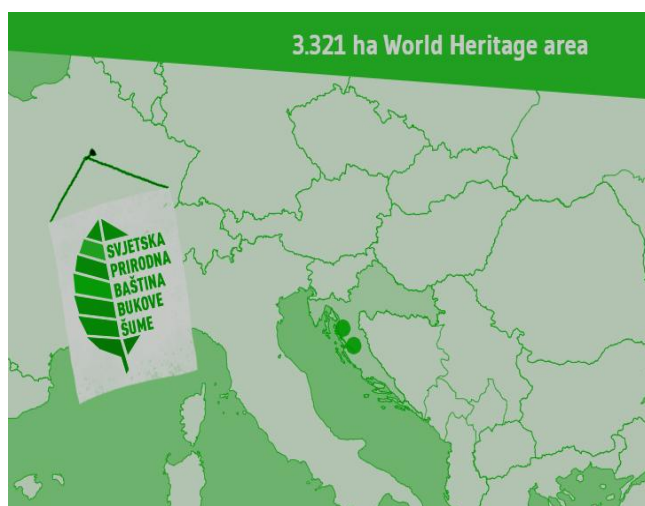 3.321 ha World Heritage area
SVJETSKA
PRIRODNA
BAŠTINA
BUKOVE
ŠUME